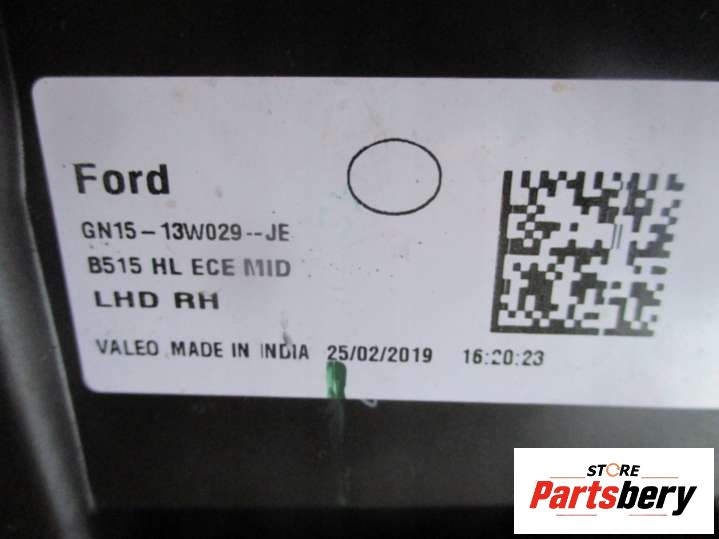 Ford
GN15-13W029--JE
B515 HL ECE MID
LHD RH
VALEO MADE IN INDIA 25/02/2019 16:20:23
STORE
Partsbery